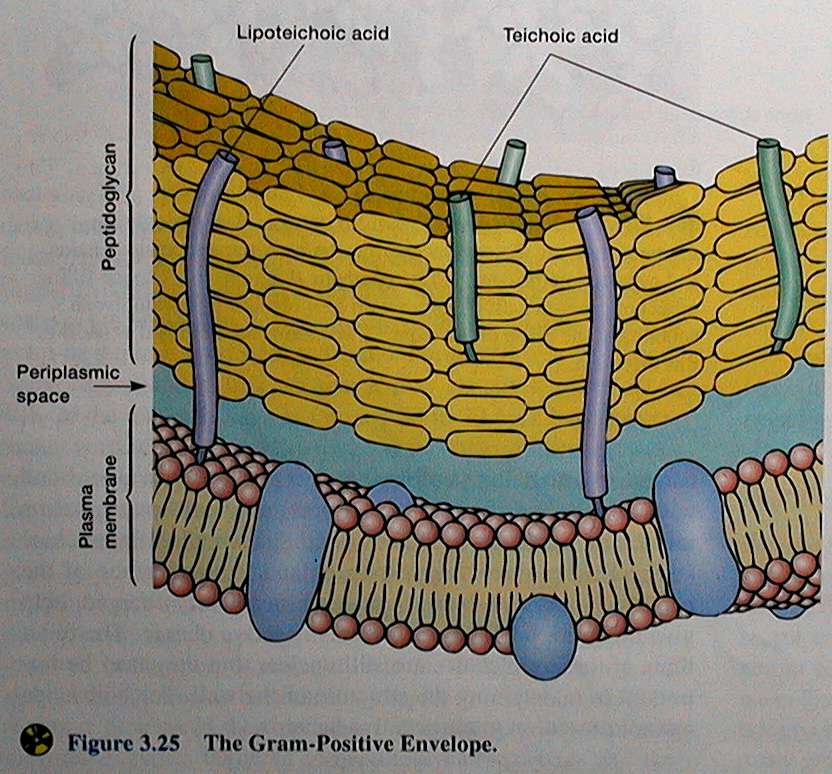 Lipoteichoic acid
Teichoic acid
Peptidoglycan
Periplasmic
space
Plasma
membrane
Figure 3.25 The Gram-Positive Envelope.